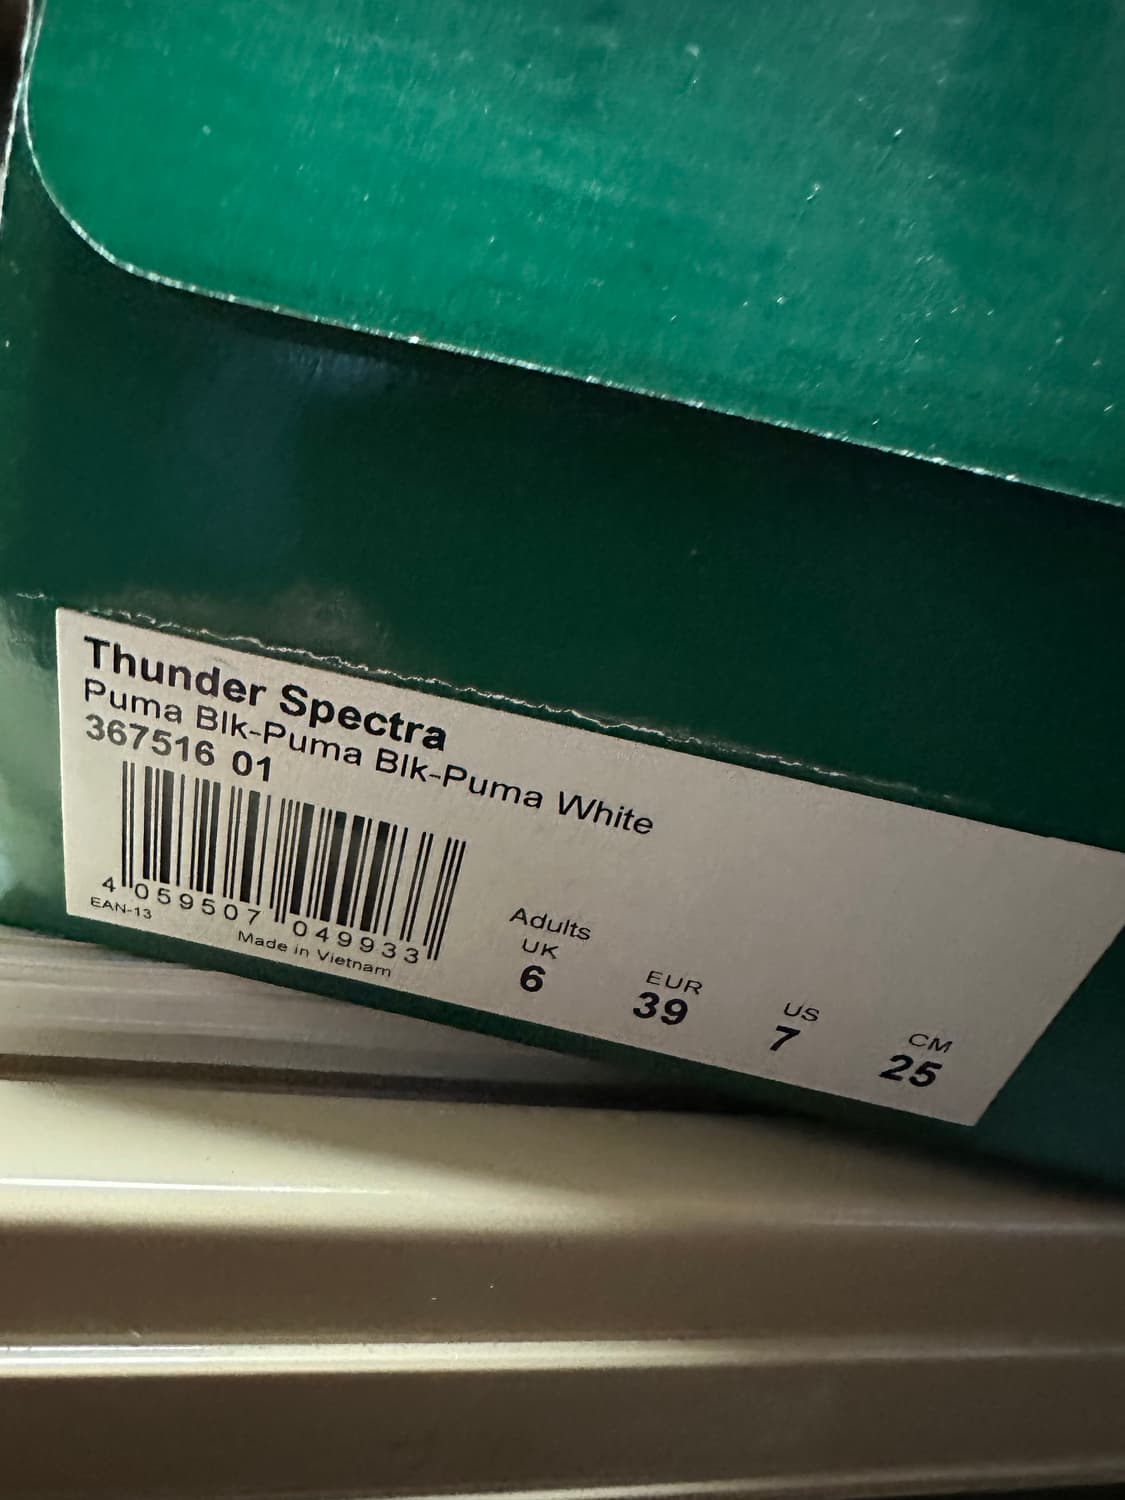 Thunder Spectra
Puma Blk-Puma Blk-Puma White
367516 01
4 059507 049933
EAN-13
Made in Vietnam
Adults
UK EUR US CM
6 39 7 25